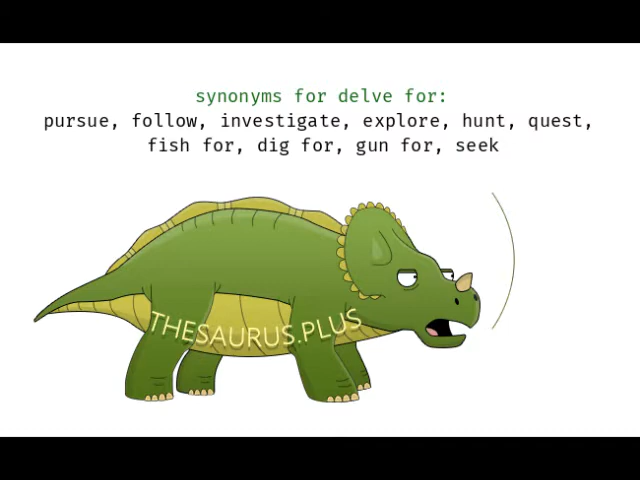 synonyms for delve for:
pursue, follow, investigate, explore, hunt, quest,
fish for, dig for, gun for, seek
THESAURUS.PLUS